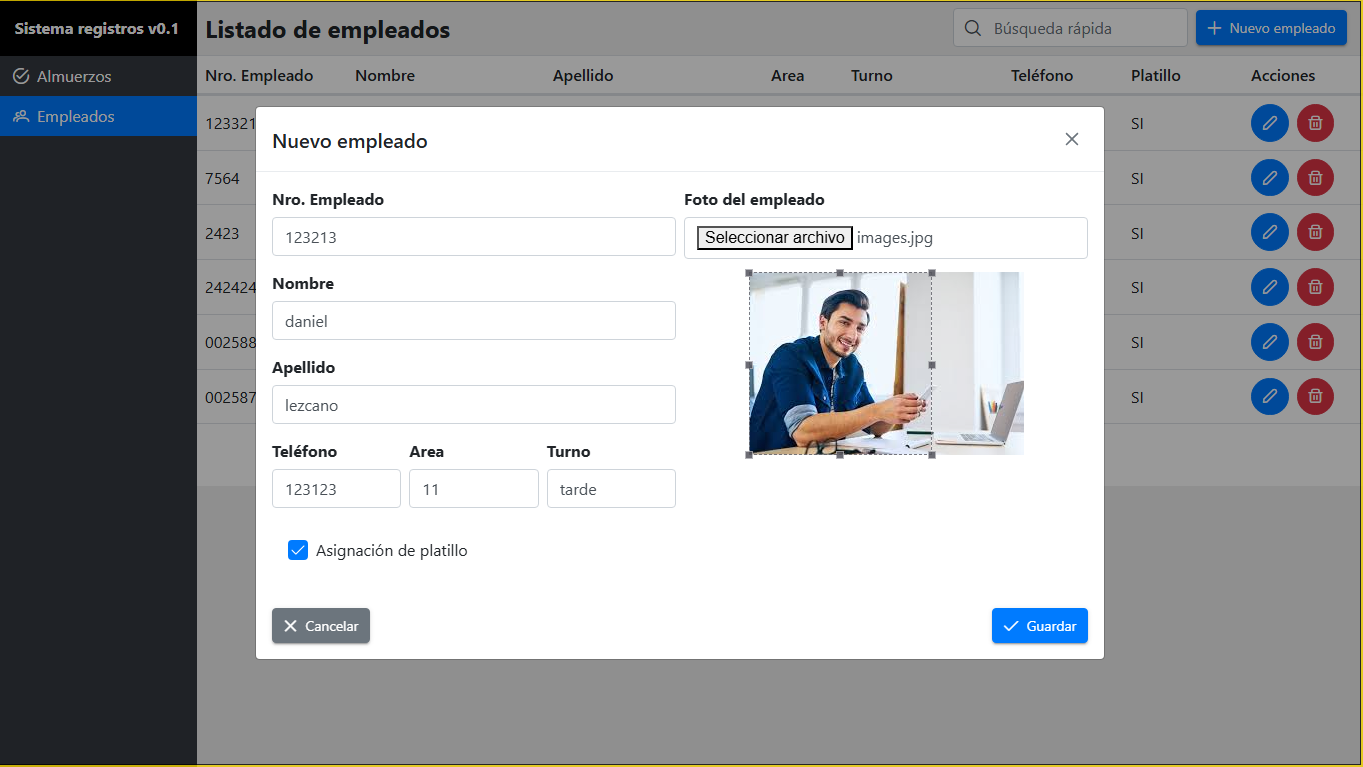 Sistema registros v0.1
Listado de empleados
Búsqueda rápida
Nuevo empleado
Almuerzos
Empleados
Nro. Empleado Nombre Apellido Area Turno Teléfono Platillo Acciones
123321 SI
7564 SI
2423 SI
242424 SI
002588 SI
002587 SI
Nuevo empleado
Nro. Empleado
123213
Nombre
daniel
Apellido
lezcano
Teléfono Area Turno
123123 11 tarde
Asignación de platillo
Foto del empleado
Seleccionar archivo images.jpg
Cancelar
Guardar